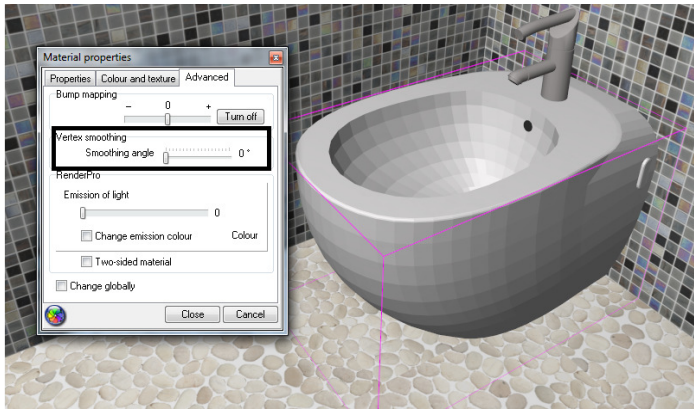 Material properties
Properties Colour and texture Advanced
Bump mapping
- 0 +
Turn off
Vertex smoothing
Smoothing angle 0 °
RenderPro
Emission of light
0
Change emission colour Colour
Two-sided material
Change globally
Close Cancel